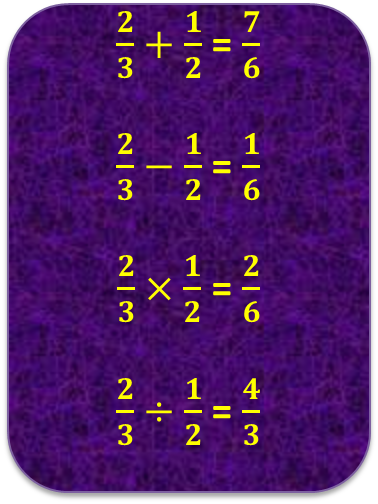 2/3 + 1/2 = 7/6
2/3 − 1/2 = 1/6
2/3 × 1/2 = 2/6
2/3 ÷ 1/2 = 4/3